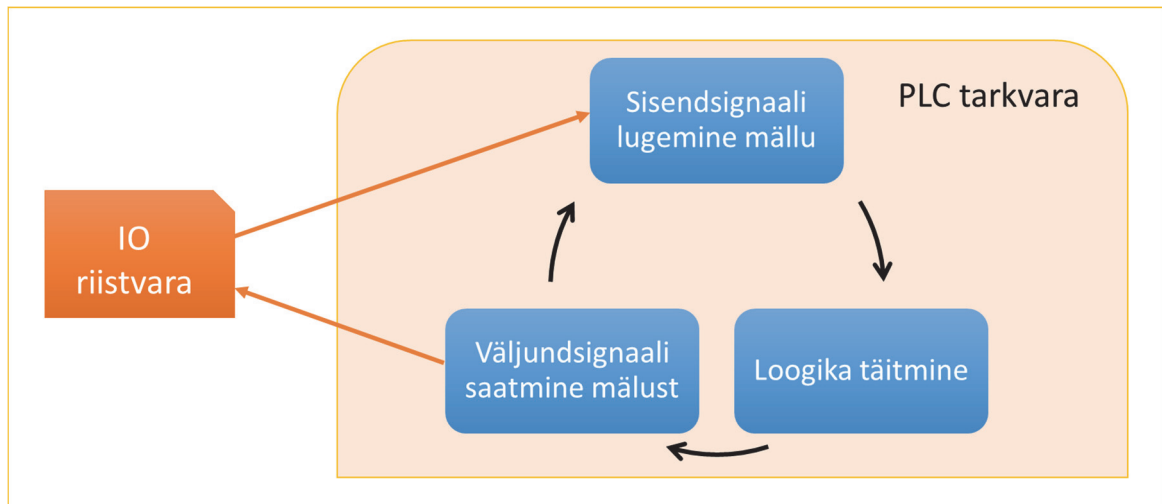 PLC tarkvara
Sisendsignaali
lugemine mällu
IO
riistvara
Väljundsignaali
saatmine mälust
Loogika täitmine